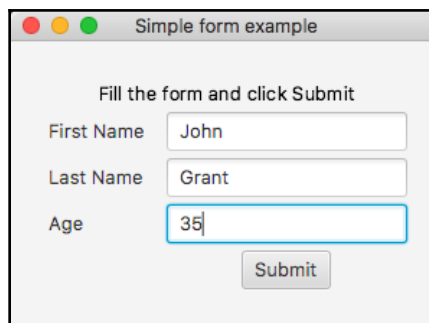 Simple form example
Fill the form and click Submit
First Name John
Last Name Grant
Age 35
Submit